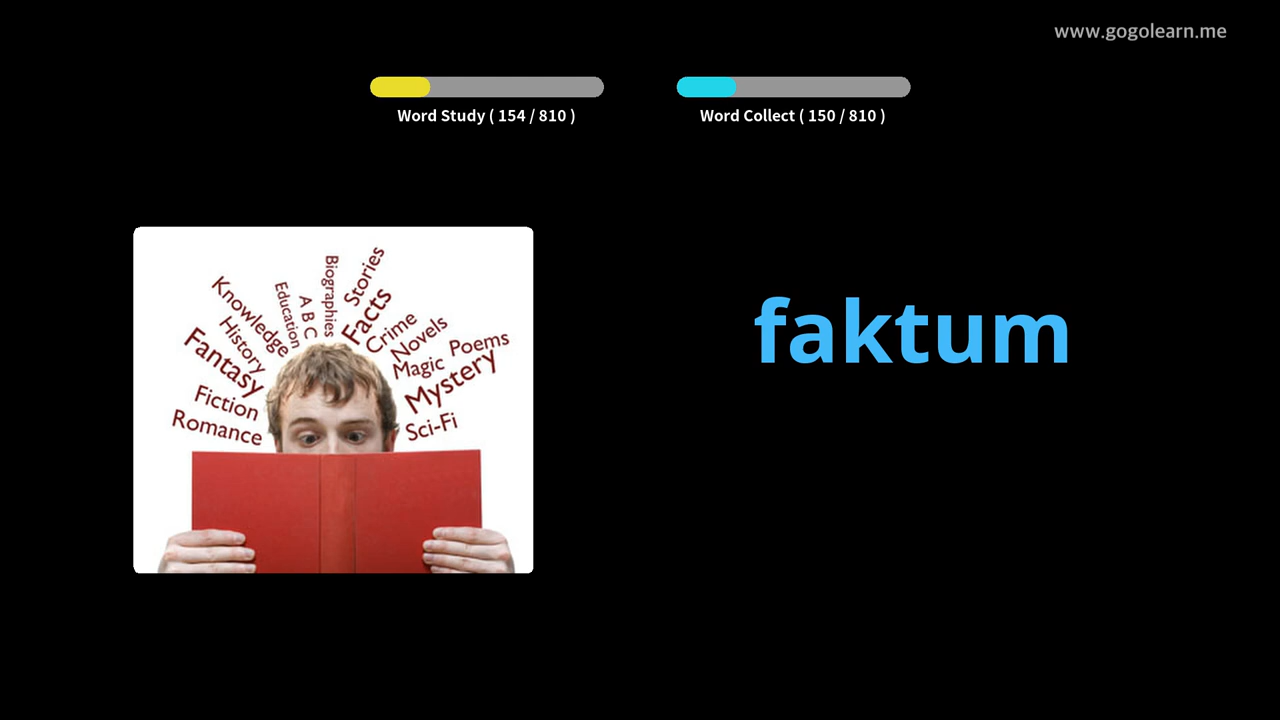 www.gogolearn.me
Word Study ( 154 / 810 )
Word Collect ( 150 / 810 )
faktum
Romance
Fiction
Fantasy
History
Knowledge
Education
A B C
Biographies
Stories
Facts
Crime
Novels
Magic
Poems
Mystery
Sci-Fi